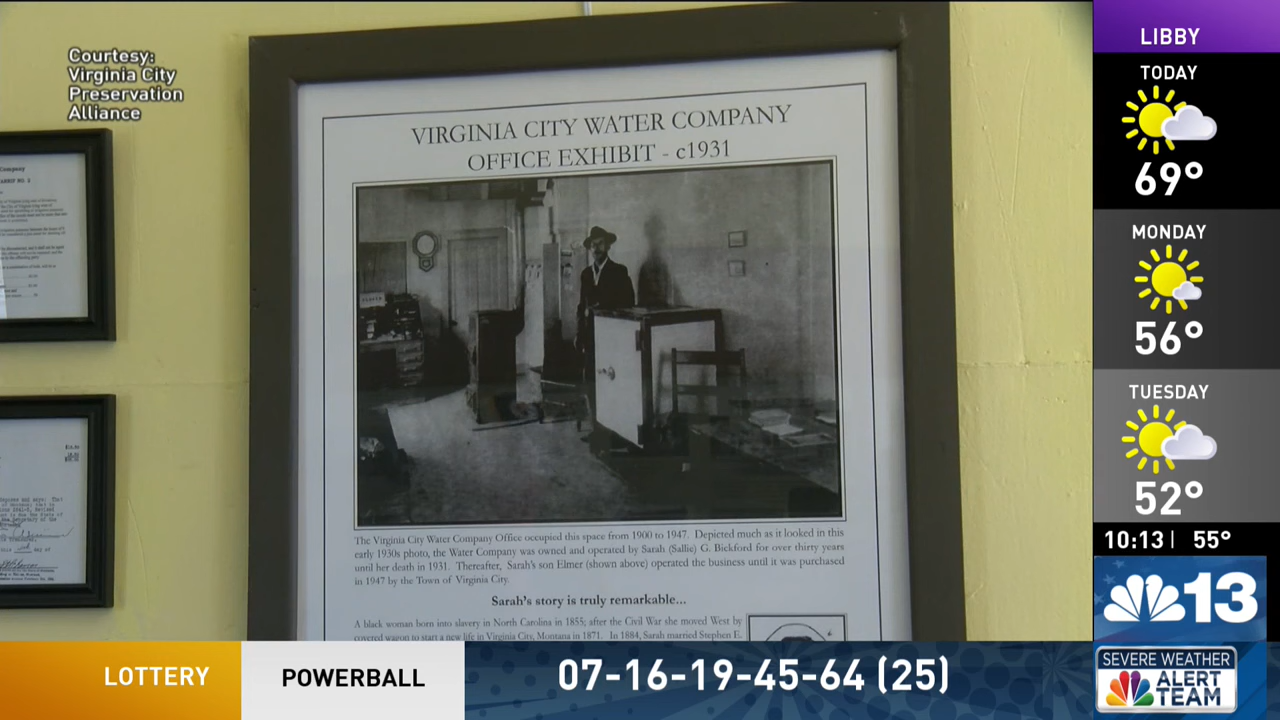 Courtesy:
Virginia City
Preservation
Alliance
VIRGINIA CITY WATER COMPANY
OFFICE EXHIBIT - c1931
The Virginia City Water Company Office occupied this space from 1900 to 1947. Depicted much as it looked in this
early 1930s photo, the Water Company was owned and operated by Sarah (Sallie) G. Bickford for over thirty years
until her death in 1931. Thereafter, Sarah's son Elmer (shown above) operated the business until it was purchased
in 1947 by the Town of Virginia City.
Sarah's story is truly remarkable...
A black woman born into slavery in North Carolina in 1855; after the Civil War she moved West by
covered wagon to start a new life in Virginia City, Montana in 1871. In 1884, Sarah married Stephen E.
LIBBY
TODAY
69°
MONDAY
56°
TUESDAY
52°
10:13 | 55°
13
SEVERE WEATHER
ALERT
TEAM
LOTTERY
POWERBALL
07-16-19-45-64 (25)